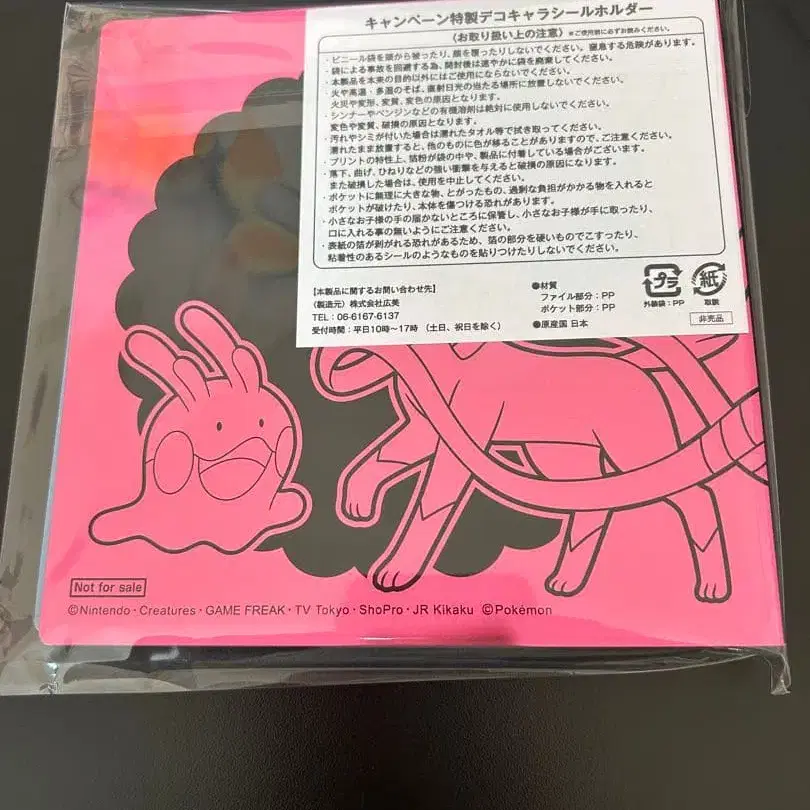 キャンペーン特製デコキャラシールホルダー
〈お取り扱い上の注意〉※ご使用前に必ずお読みください。
・ビニール袋を頭から被ったり、顔を覆ったりしないでください。窒息する危険があります。
・袋による事故を回避する為、開封後は速やかに袋を廃棄してください。
・本製品を本来の目的以外にはご使用にならないでください。
・火や高温・多湿のそば、直射日光の当たる場所に放置しないでください。
火災や変形、変質、変色の原因となります。
・シンナーやベンジンなどの有機溶剤は絶対に使用しないでください。
変色や変質、破損の原因となります。
・汚れやシミが付いた場合は濡れたタオル等で拭き取ってください。
濡れたまま放置すると、他のものに色が移ることがありますので、ご注意ください。
・プリントの特性上、箔粉が袋の中や、製品に付着している場合がございます。
・落下、曲げ、ひねりなどの強い衝撃を与えると破損の原因になります。
また破損した場合は、使用を中止してください。
・ポケットに無理に大きな物、とがったもの、過剰な負担がかかる物を入れると
ポケットが破けたり、本体を傷つける恐れがあります。
・小さなお子様の手の届かないところに保管し、小さなお子様が手に取ったり、
口に入れる事の無いようにご注意ください。
・表紙の箔が剥がれる恐れがあるため、箔の部分を硬いものでこすったり、
粘着性のあるシールのようなものを貼りつけたりしないでください。
【本製品に関するお問い合わせ先】
(製造元) 株式会社広美
TEL：06-6167-6137
受付時間：平日10時〜17時 （土日、祝日を除く）
●材質
ファイル部分：PP
ポケット部分：PP
●原産国 日本
プラ
外装袋：PP
紙
取説
非売品
Not for sale
©Nintendo・Creatures・GAME FREAK・TV Tokyo・ShoPro・JR Kikaku ©Pokémon